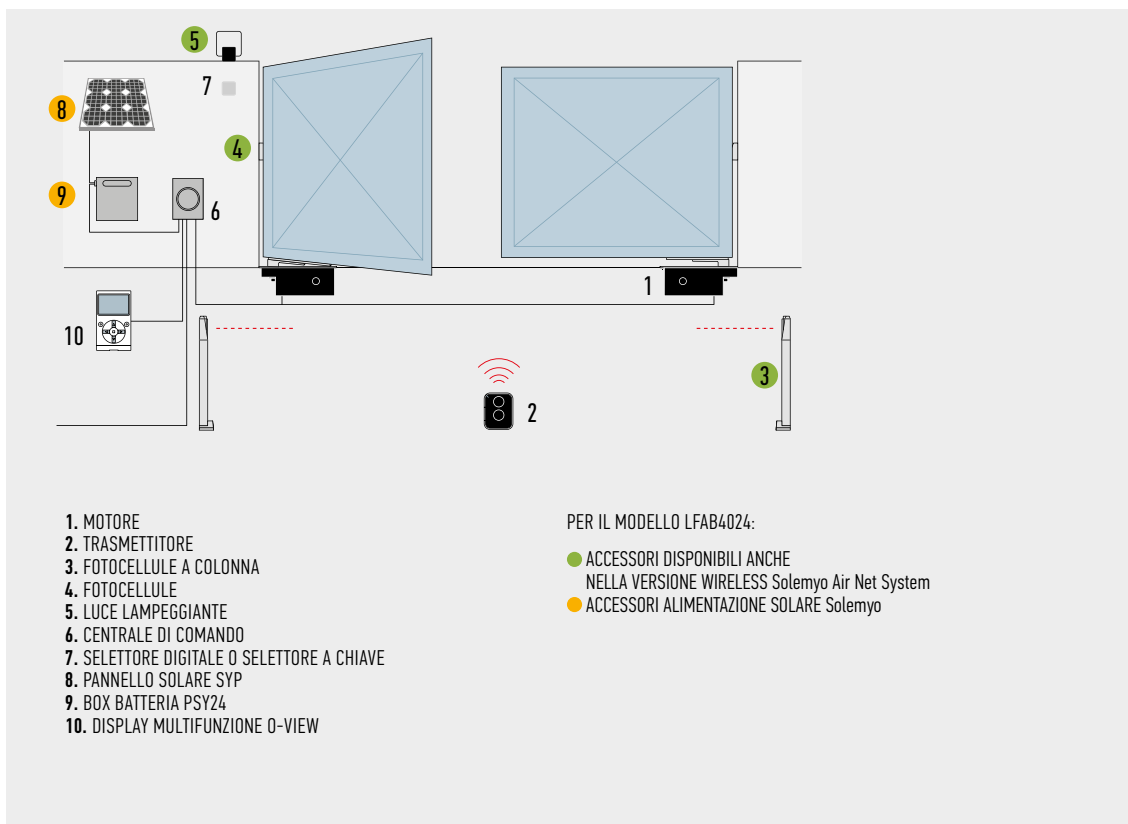 5
7
8
4
9
6
1
10
3
2
1. MOTORE
2. TRASMETTITORE
3. FOTOCELLULE A COLONNA
4. FOTOCELLULE
5. LUCE LAMPEGGIANTE
6. CENTRALE DI COMANDO
7. SELETTORE DIGITALE O SELETTORE A CHIAVE
8. PANNELLO SOLARE SYP
9. BOX BATTERIA PSY24
10. DISPLAY MULTIFUNZIONE O-VIEW
PER IL MODELLO LFAB4024:
ACCESSORI DISPONIBILI ANCHE
NELLA VERSIONE WIRELESS Solemyo Air Net System
ACCESSORI ALIMENTAZIONE SOLARE Solemyo